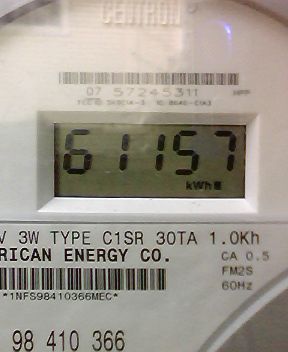 CENTRON
07 57245311
61157
kWh
V 3W TYPE C1SR 30TA 1.0Kh
RICAN ENERGY CO.
CA 0.5
FM2S
60Hz
*1NFS98410366MEC*
98 410 366